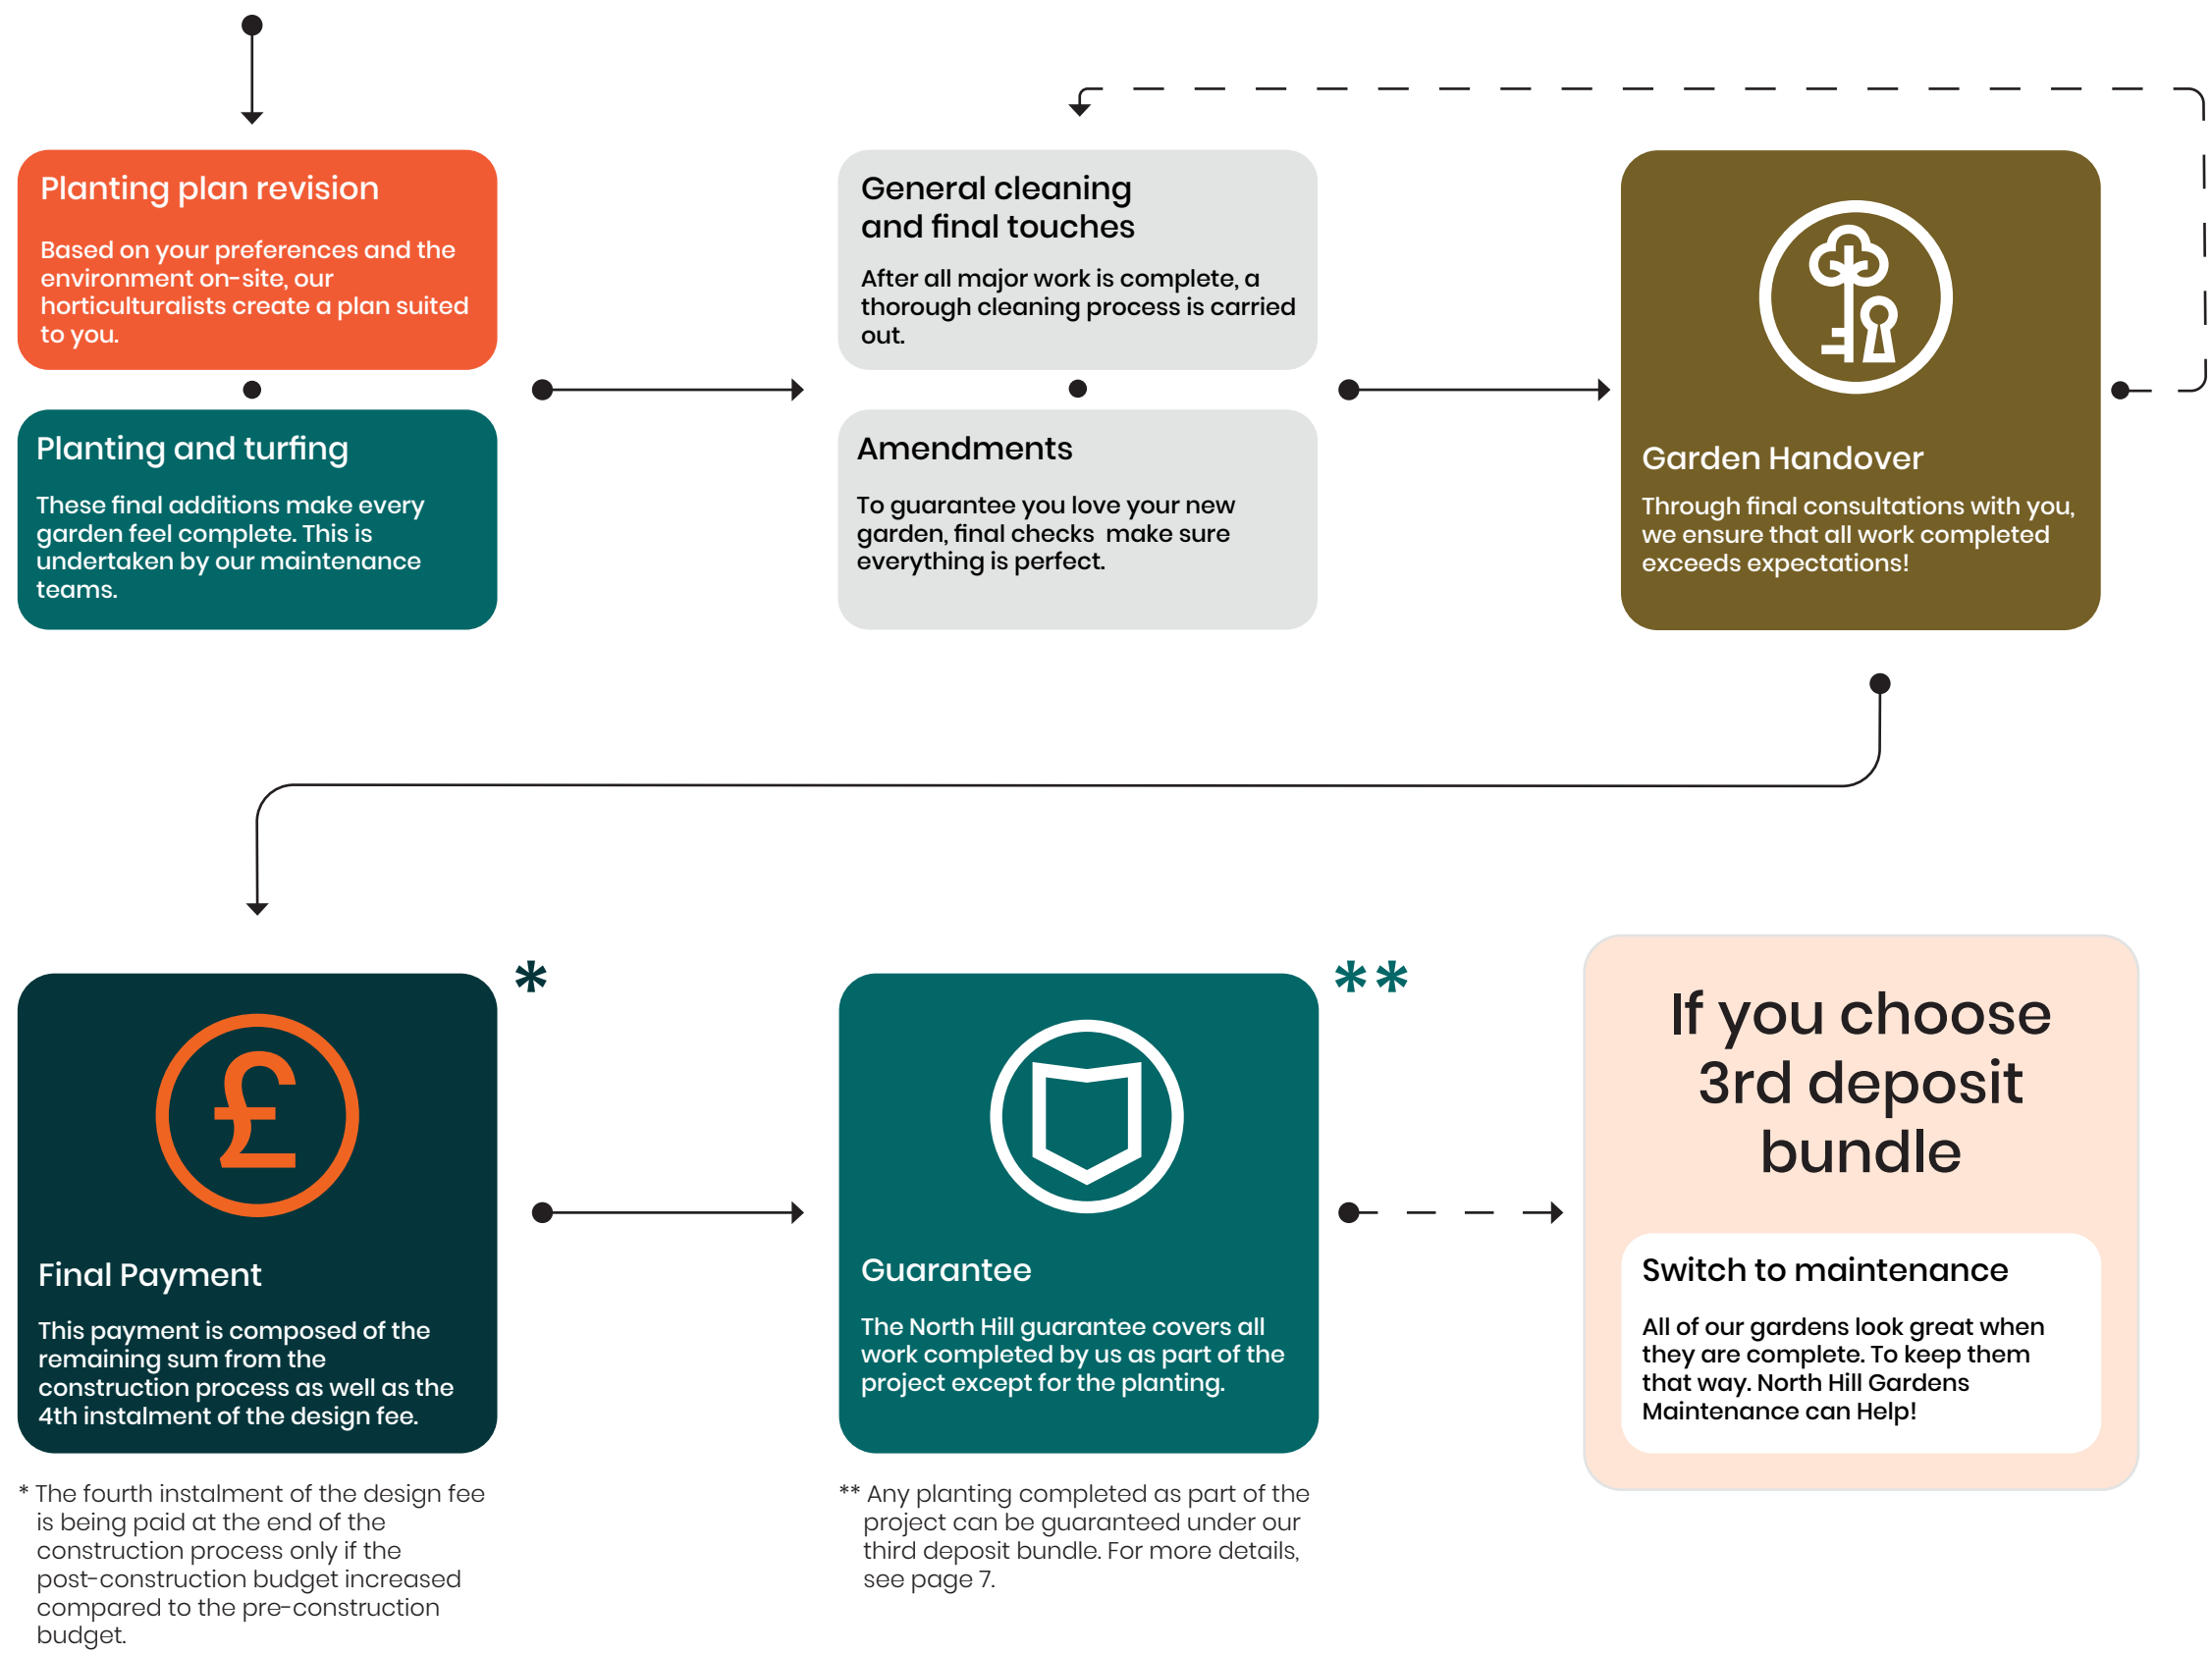 Planting plan revision
Based on your preferences and the
environment on-site, our
horticulturalists create a plan suited
to you.
Planting and turfing
These final additions make every
garden feel complete. This is
undertaken by our maintenance
teams.
General cleaning
and final touches
After all major work is complete, a
thorough cleaning process is carried
out.
Amendments
To guarantee you love your new
garden, final checks make sure
everything is perfect.
Garden Handover
Through final consultations with you,
we ensure that all work completed
exceeds expectations!
*
£
Final Payment
This payment is composed of the
remaining sum from the
construction process as well as the
4th instalment of the design fee.
* The fourth instalment of the design fee
is being paid at the end of the
construction process only if the
post-construction budget increased
compared to the pre-construction
budget.
**
Guarantee
The North Hill guarantee covers all
work completed by us as part of the
project except for the planting.
** Any planting completed as part of the
project can be guaranteed under our
third deposit bundle. For more details,
see page 7.
If you choose
3rd deposit
bundle
Switch to maintenance
All of our gardens look great when
they are complete. To keep them
that way. North Hill Gardens
Maintenance can Help!